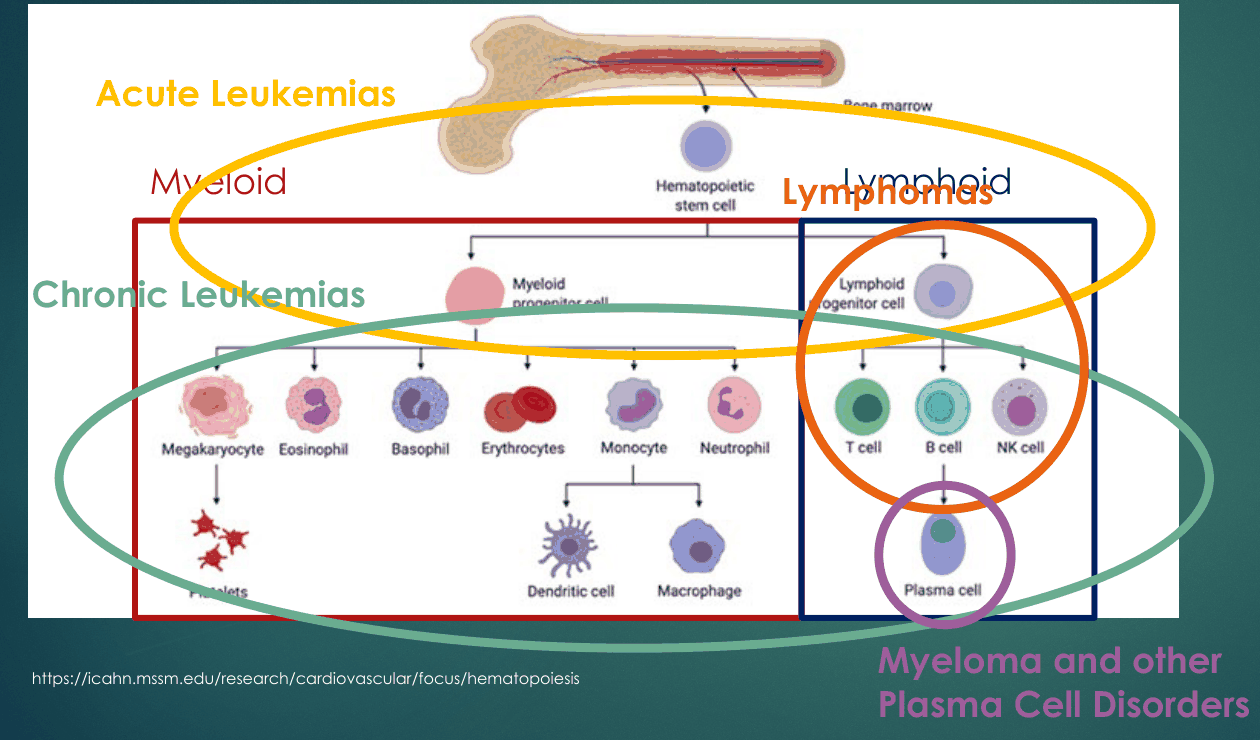 Acute Leukemias
Bone marrow
Myeloid
Lymphoid
Lymphomas
Hematopoietic
stem cell
Chronic Leukemias
Myeloid
progenitor cell
Lymphoid
progenitor cell
Megakaryocyte
Eosinophil
Basophil
Erythrocytes
Monocyte
Neutrophil
T cell
B cell
NK cell
Platelets
Dendritic cell
Macrophage
Plasma cell
https://icahn.mssm.edu/research/cardiovascular/focus/hematopoiesis
Myeloma and other
Plasma Cell Disorders